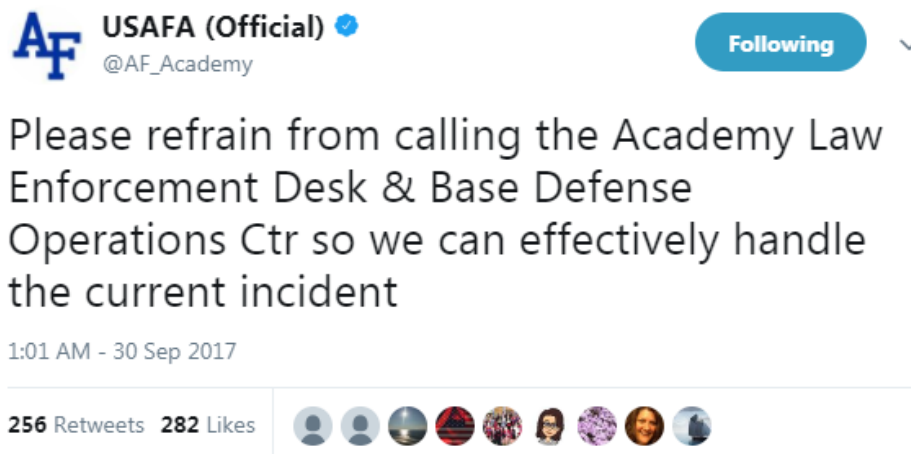 AF
USAFA (Official)
@AF_Academy
Following
Please refrain from calling the Academy Law
Enforcement Desk & Base Defense
Operations Ctr so we can effectively handle
the current incident
1:01 AM - 30 Sep 2017
256 Retweets 282 Likes